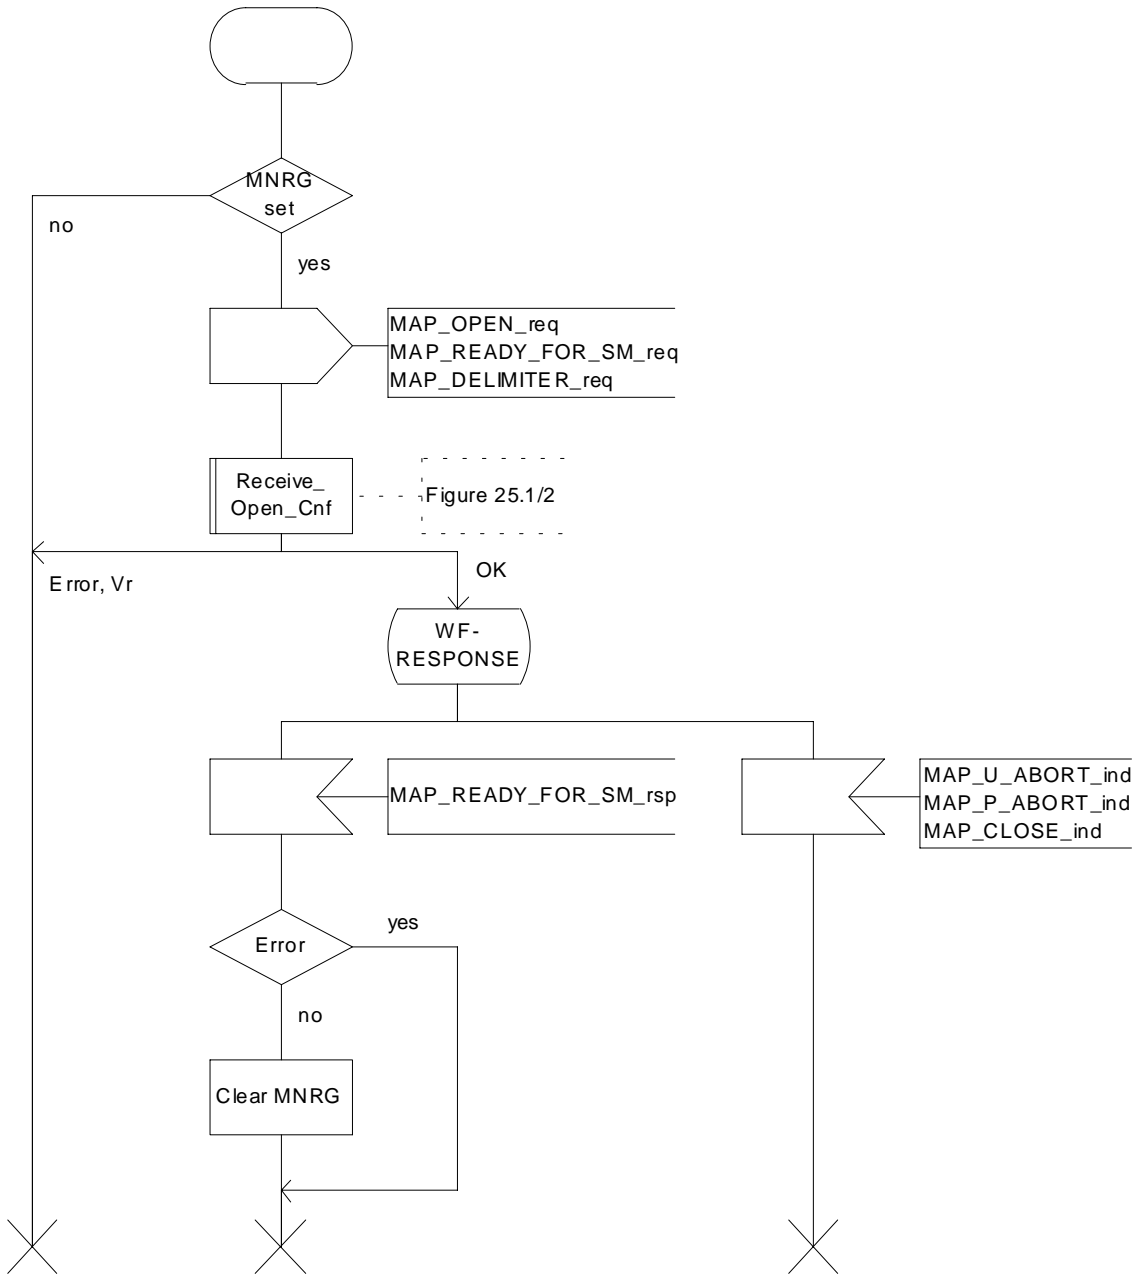 MNRG
set
no
yes
MAP_OPEN_req
MAP_READY_FOR_SM_req
MAP_DELIMITER_req
Receive_
Open_Cnf
Figure 25.1/2
Error, Vr
OK
WF-
RESPONSE
MAP_READY_FOR_SM_rsp
MAP_U_ABORT_ind
MAP_P_ABORT_ind
MAP_CLOSE_ind
Error
yes
no
Clear MNRG